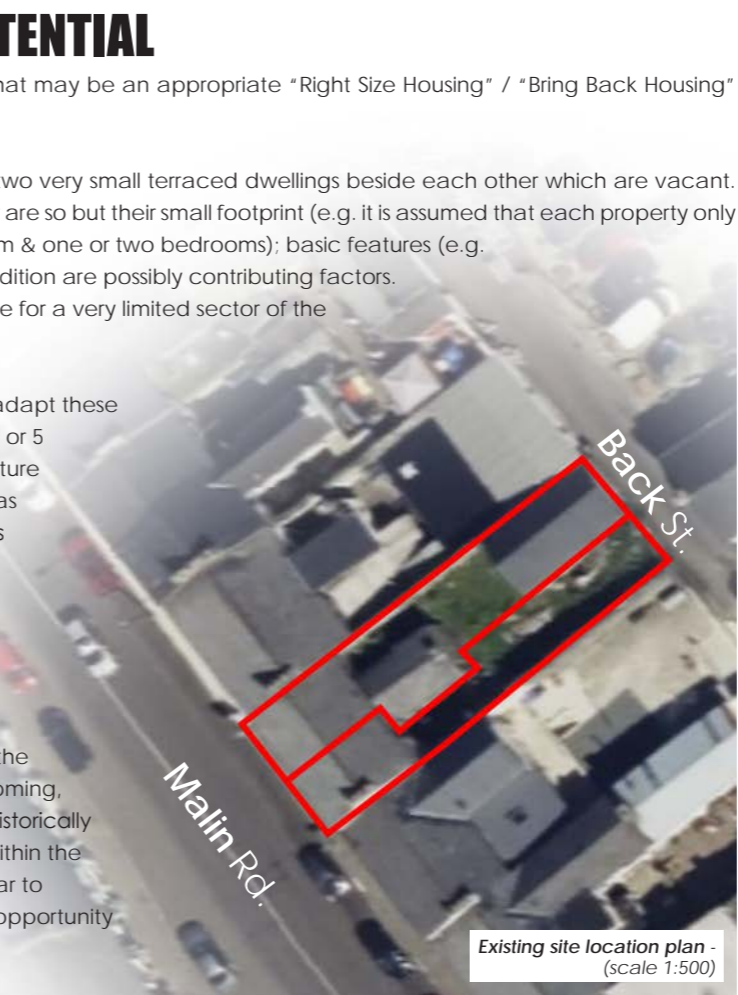 TENTIAL
hat may be an appropriate “Right Size Housing” / “Bring Back Housing”
two very small terraced dwellings beside each other which are vacant.
are so but their small footprint (e.g. it is assumed that each property only
m & one or two bedrooms); basic features (e.g.
dition are possibly contributing factors.
e for a very limited sector of the
adapt these
or 5
ture
as
s
Back St.
the
oming,
istorically
ithin the
ar to
opportunity
Malin Rd.
Existing site location plan -
(scale 1:500)